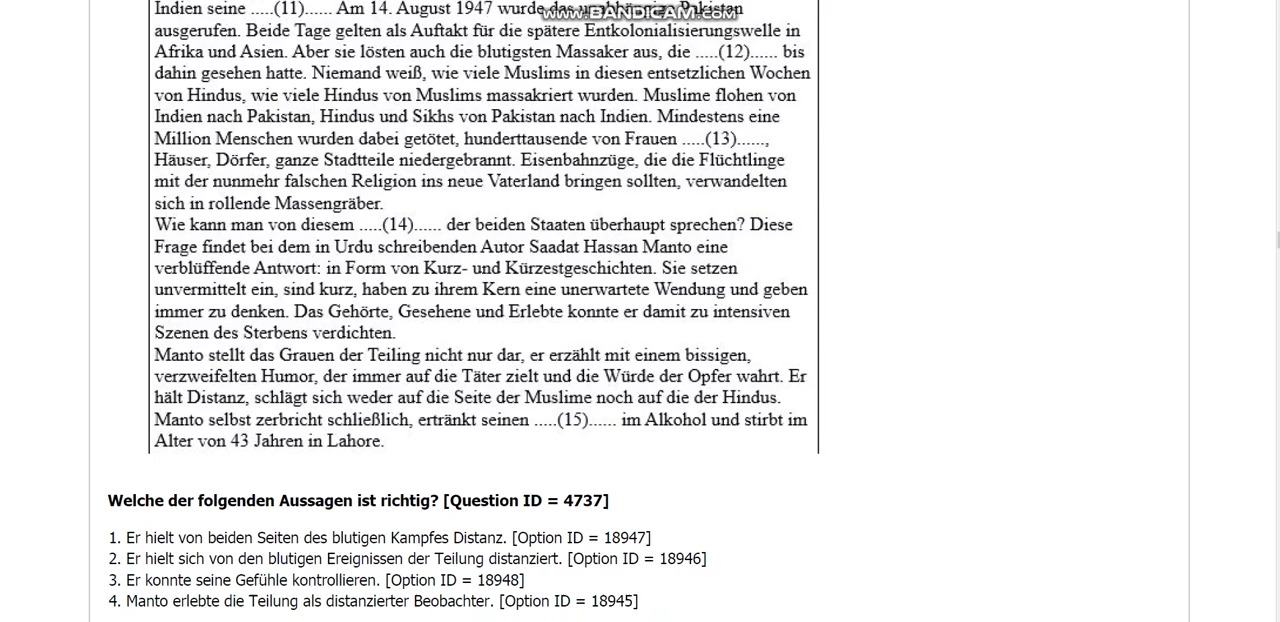 Indien seine .....(11)...... Am 14. August 1947 wurde das unabhängige Pakistan
www.BANDICAM.com
ausgerufen. Beide Tage gelten als Auftakt für die spätere Entkolonialisierungswelle in
Afrika und Asien. Aber sie lösten auch die blutigsten Massaker aus, die .....(12)...... bis
dahin gesehen hatte. Niemand weiß, wie viele Muslims in diesen entsetzlichen Wochen
von Hindus, wie viele Hindus von Muslims massakriert wurden. Muslime flohen von
Indien nach Pakistan, Hindus und Sikhs von Pakistan nach Indien. Mindestens eine
Million Menschen wurden dabei getötet, hunderttausende von Frauen .....(13)......,
Häuser, Dörfer, ganze Stadtteile niedergebrannt. Eisenbahnzüge, die die Flüchtlinge
mit der nunmehr falschen Religion ins neue Vaterland bringen sollten, verwandelten
sich in rollende Massengräber.
Wie kann man von diesem .....(14)...... der beiden Staaten überhaupt sprechen? Diese
Frage findet bei dem in Urdu schreibenden Autor Saadat Hassan Manto eine
verblüffende Antwort: in Form von Kurz- und Kürzestgeschichten. Sie setzen
unvermittelt ein, sind kurz, haben zu ihrem Kern eine unerwartete Wendung und geben
immer zu denken. Das Gehörte, Gesehene und Erlebte konnte er damit zu intensiven
Szenen des Sterbens verdichten.
Manto stellt das Grauen der Teiling nicht nur dar, er erzählt mit einem bissigen,
verzweifelten Humor, der immer auf die Täter zielt und die Würde der Opfer wahrt. Er
hält Distanz, schlägt sich weder auf die Seite der Muslime noch auf die der Hindus.
Manto selbst zerbricht schließlich, ertränkt seinen .....(15)...... im Alkohol und stirbt im
Alter von 43 Jahren in Lahore.
Welche der folgenden Aussagen ist richtig? [Question ID = 4737]
1. Er hielt von beiden Seiten des blutigen Kampfes Distanz. [Option ID = 18947]
2. Er hielt sich von den blutigen Ereignissen der Teilung distanziert. [Option ID = 18946]
3. Er konnte seine Gefühle kontrollieren. [Option ID = 18948]
4. Manto erlebte die Teilung als distanzierter Beobachter. [Option ID = 18945]